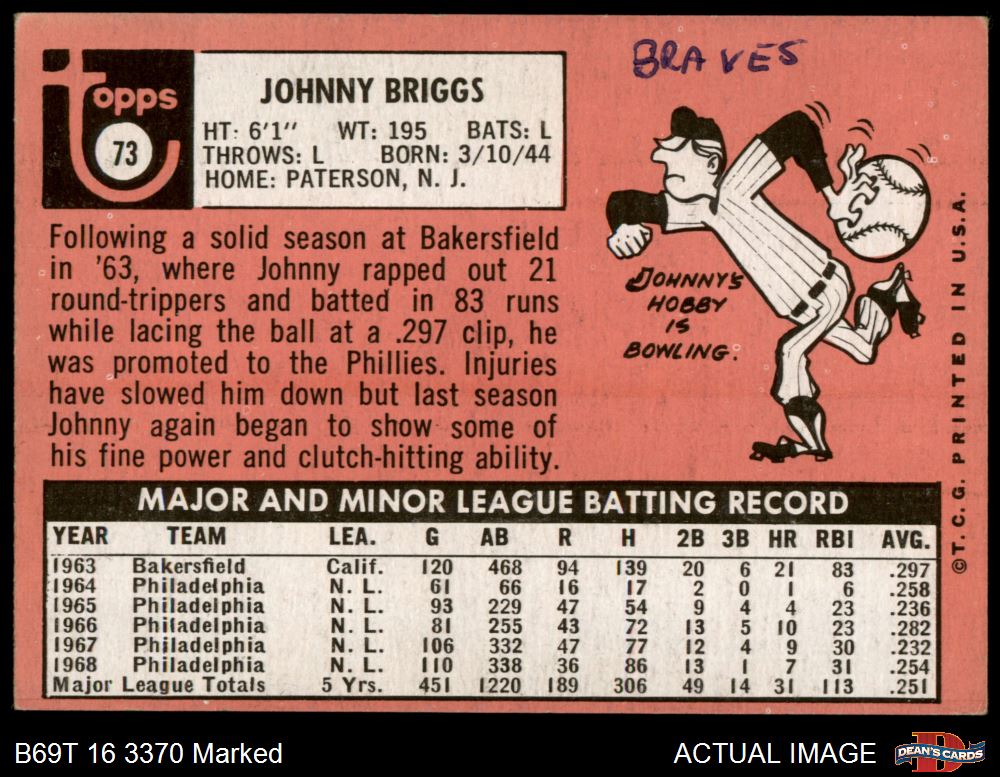 BRAVES
Topps
73
JOHNNY BRIGGS
HT: 6'1" WT: 195 BATS: L
THROWS: L BORN: 3/10/44
HOME: PATERSON, N. J.
Following a solid season at Bakersfield
in '63, where Johnny rapped out 21
round-trippers and batted in 83 runs
while lacing the ball at a .297 clip, he
was promoted to the Phillies. Injuries
have slowed him down but last season
Johnny again began to show some of
his fine power and clutch-hitting ability.
JOHNNY'S
HOBBY
IS
BOWLING.
©T. C. G. PRINTED IN U.S.A.
MAJOR AND MINOR LEAGUE BATTING RECORD
YEAR TEAM LEA. G AB R H 2B 3B HR RBI AVG.
1963 Bakersfield Calif. 120 468 94 139 20 6 21 83 .297
1964 Philadelphia N. L. 61 66 16 17 2 0 1 6 .258
1965 Philadelphia N. L. 93 229 47 54 9 4 4 23 .236
1966 Philadelphia N. L. 81 255 43 72 13 5 10 23 .282
1967 Philadelphia N. L. 106 332 47 77 12 4 9 30 .232
1968 Philadelphia N. L. 110 338 36 86 13 1 7 31 .254
Major League Totals 5 Yrs. 451 1220 189 306 49 14 31 113 .251
B69T 16 3370 Marked
ACTUAL IMAGE
DEAN'S CARDS